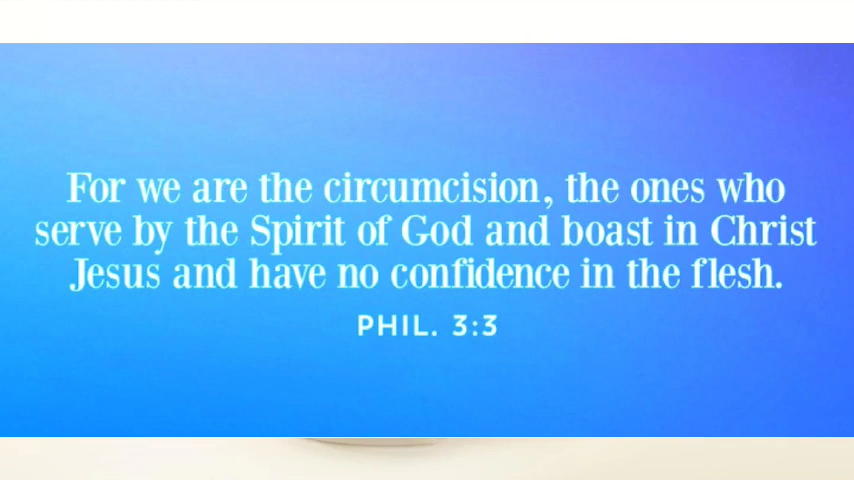 For we are the circumcision, the ones who
serve by the Spirit of God and boast in Christ
Jesus and have no confidence in the flesh.
PHIL. 3:3